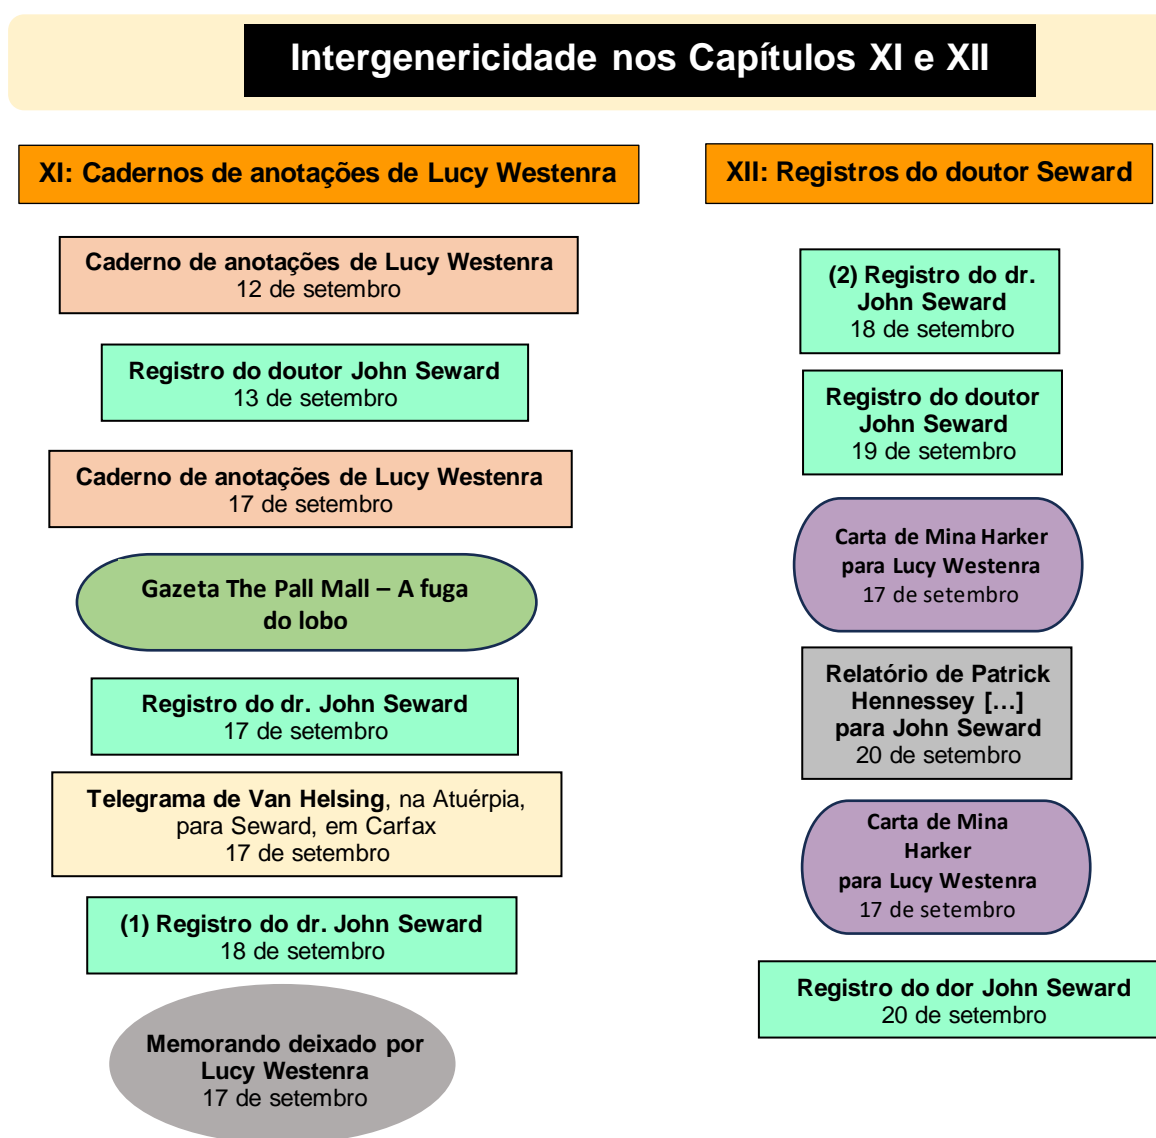 Intergenericidade nos Capítulos XI e XII
XI: Cadernos de anotações de Lucy Westenra
Caderno de anotações de Lucy Westenra
12 de setembro
Registro do doutor John Seward
13 de setembro
Caderno de anotações de Lucy Westenra
17 de setembro
Gazeta The Pall Mall – A fuga
do lobo
Registro do dr. John Seward
17 de setembro
Telegrama de Van Helsing, na Atuérpia,
para Seward, em Carfax
17 de setembro
(1) Registro do dr. John Seward
18 de setembro
Memorando deixado por
Lucy Westenra
17 de setembro
XII: Registros do doutor Seward
(2) Registro do dr.
John Seward
18 de setembro
Registro do doutor
John Seward
19 de setembro
Carta de Mina Harker
para Lucy Westenra
17 de setembro
Relatório de Patrick
Hennessey [...]
para John Seward
20 de setembro
Carta de Mina
Harker
para Lucy Westenra
17 de setembro
Registro do dor John Seward
20 de setembro